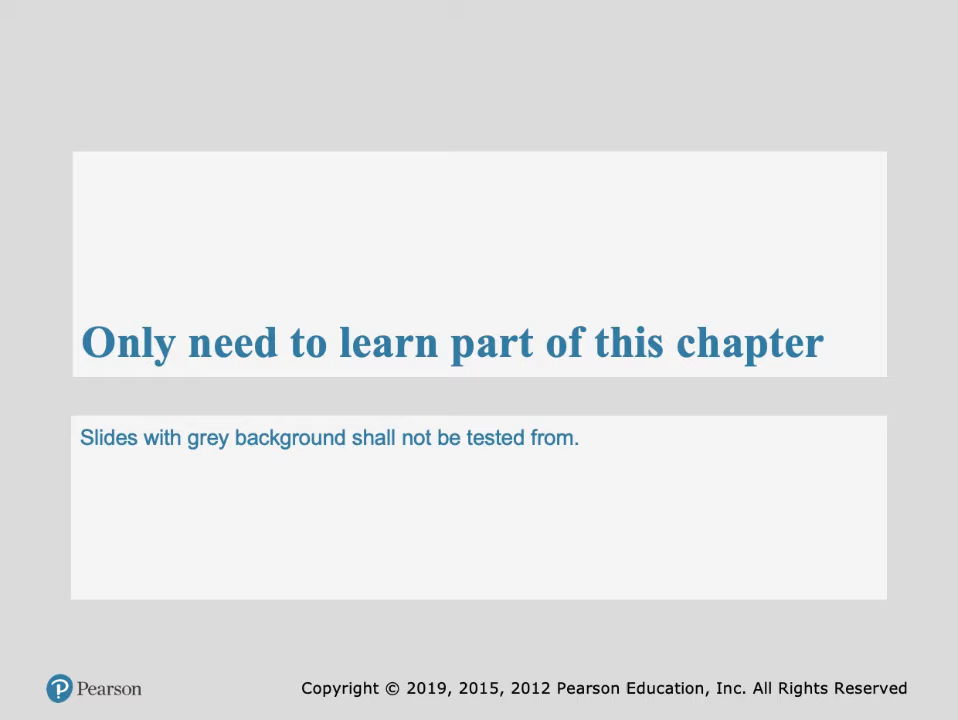 Only need to learn part of this chapter
Slides with grey background shall not be tested from.
Pearson
Copyright © 2019, 2015, 2012 Pearson Education, Inc. All Rights Reserved